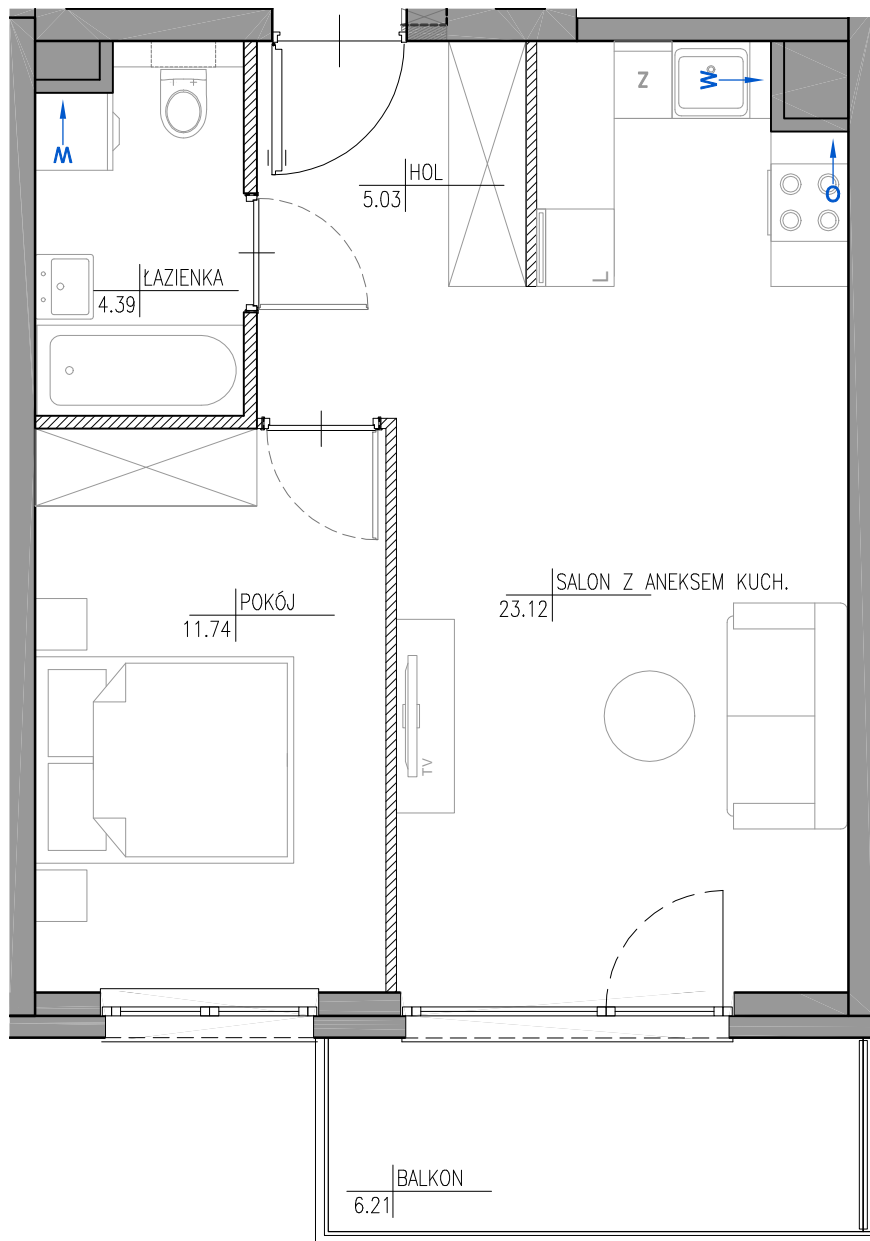 Z
W
W
O
HOL
5.03
L
ŁAZIENKA
4.39
SALON Z ANEKSEM KUCH.
23.12
POKÓJ
11.74
TV
BALKON
6.21